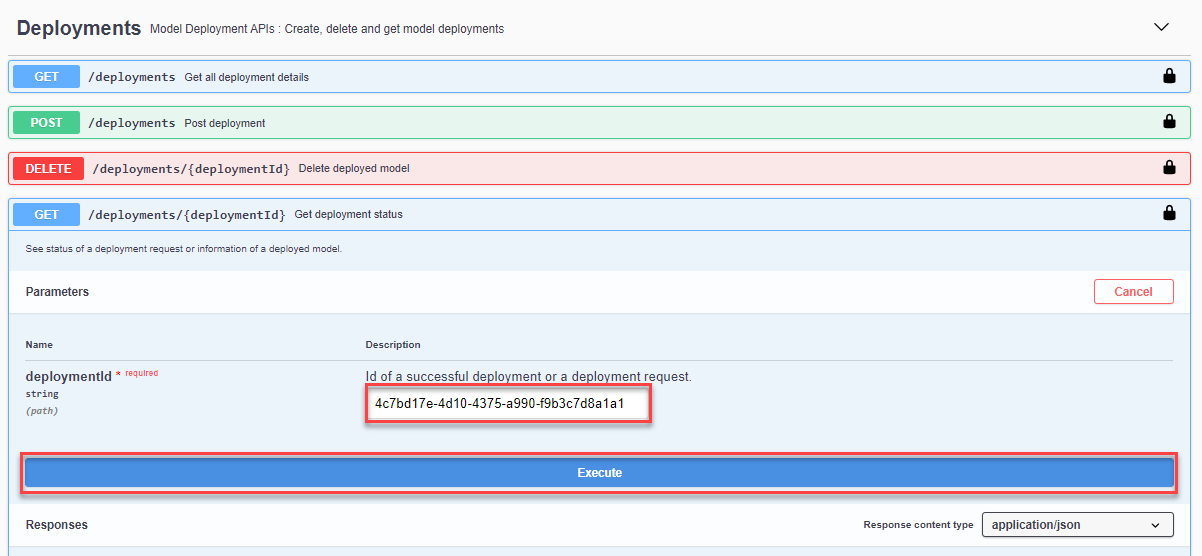 Deployments Model Deployment APIs : Create, delete and get model deployments
GET /deployments Get all deployment details
POST /deployments Post deployment
DELETE /deployments/{deploymentId} Delete deployed model
GET /deployments/{deploymentId} Get deployment status
See status of a deployment request or information of a deployed model.
Parameters Cancel
Name Description
deploymentId * required Id of a successful deployment or a deployment request.
string
(path)
4c7bd17e-4d10-4375-a990-f9b3c7d8a1a1
Execute
Responses Response content type application/json